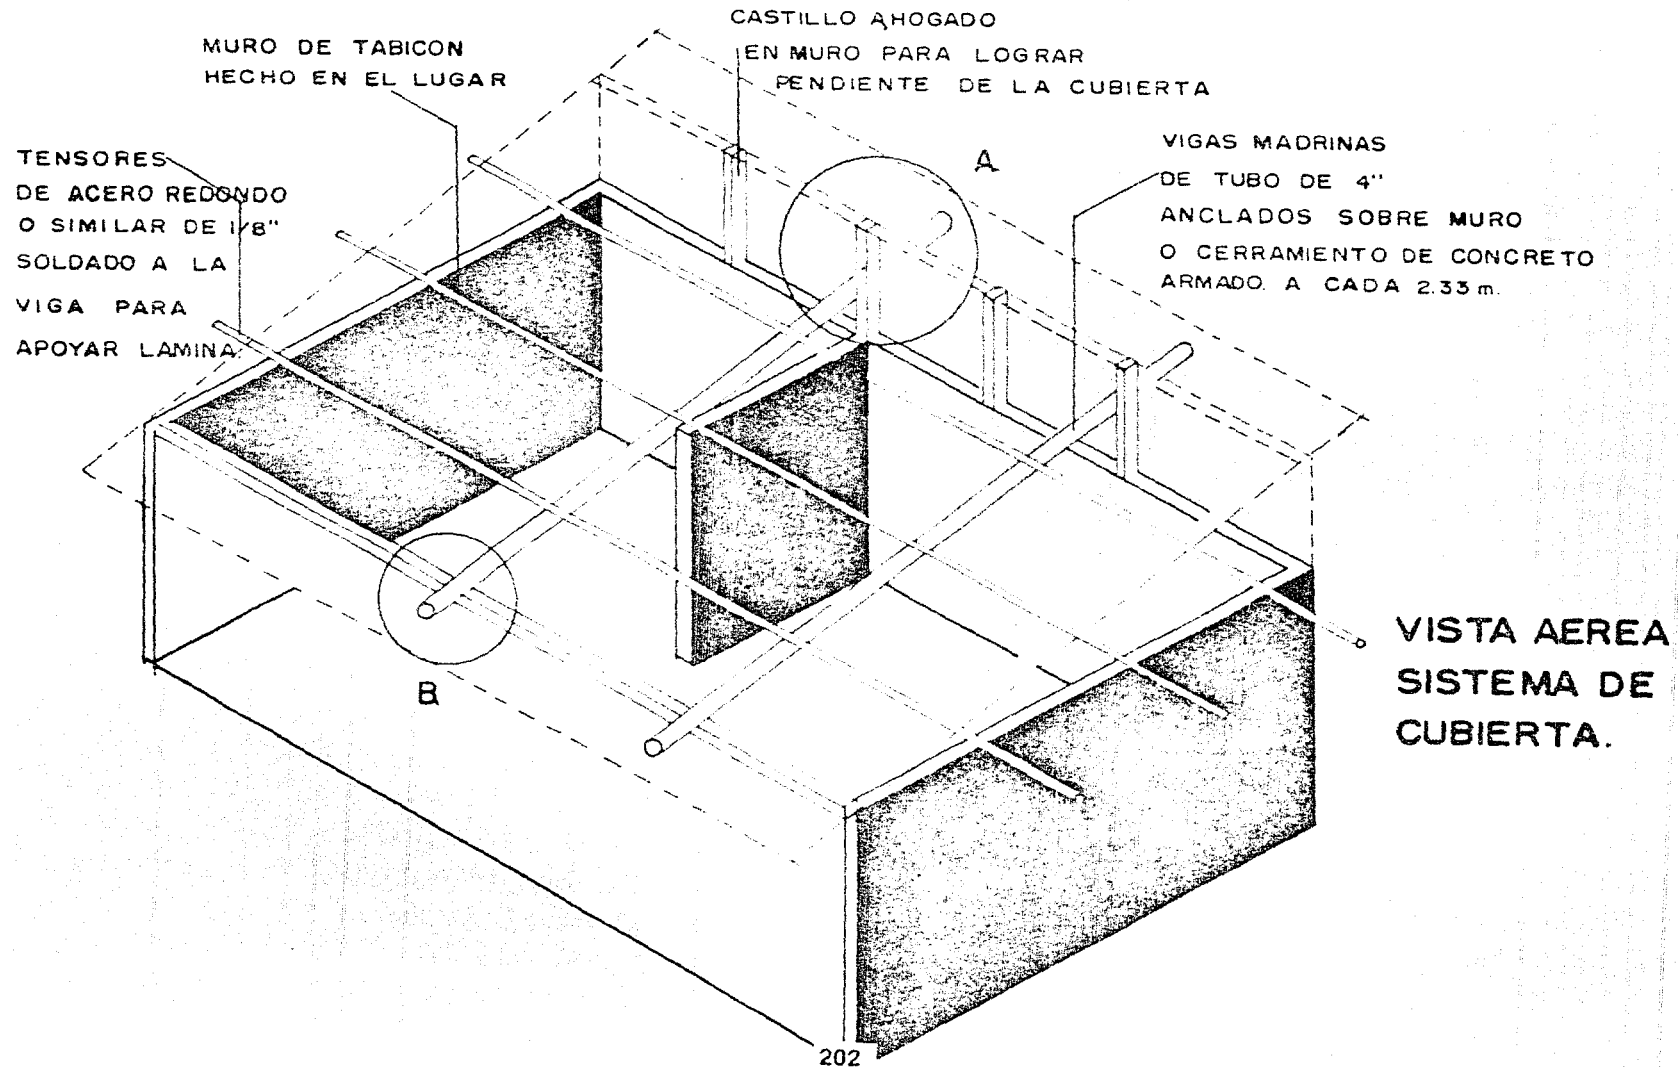 CASTILLO AHOGADO
EN MURO PARA LOGRAR
PENDIENTE DE LA CUBIERTA
MURO DE TABICON
HECHO EN EL LUGAR
TENSORES
DE ACERO REDONDO
O SIMILAR DE 1/8"
SOLDADO A LA
VIGA PARA
APOYAR LAMINA.
A
VIGAS MADRINAS
DE TUBO DE 4"
ANCLADOS SOBRE MURO
O CERRAMIENTO DE CONCRETO
ARMADO. A CADA 2.33 m.
B
VISTA AEREA
SISTEMA DE
CUBIERTA.
202